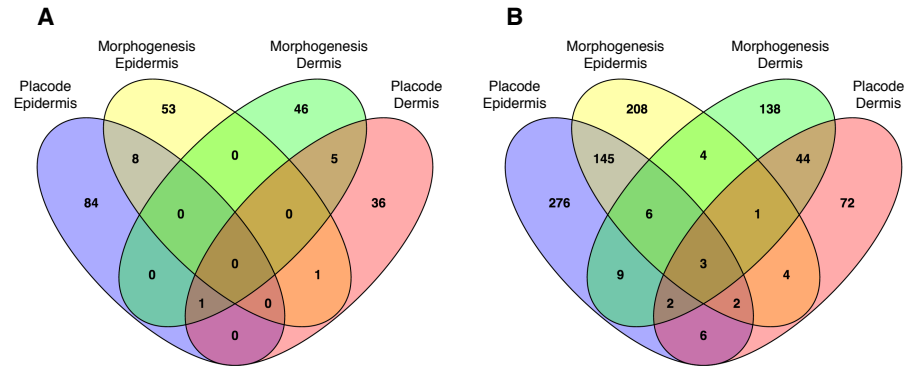 A
B
Morphogenesis
Epidermis
Morphogenesis
Dermis
Placode
Epidermis
Placode
Dermis
53
46
8
0
5
84
0
0
36
0
0
1
1
0
0
Morphogenesis
Epidermis
Morphogenesis
Dermis
Placode
Epidermis
Placode
Dermis
208
138
145
4
44
276
6
1
72
9
3
4
2
2
6